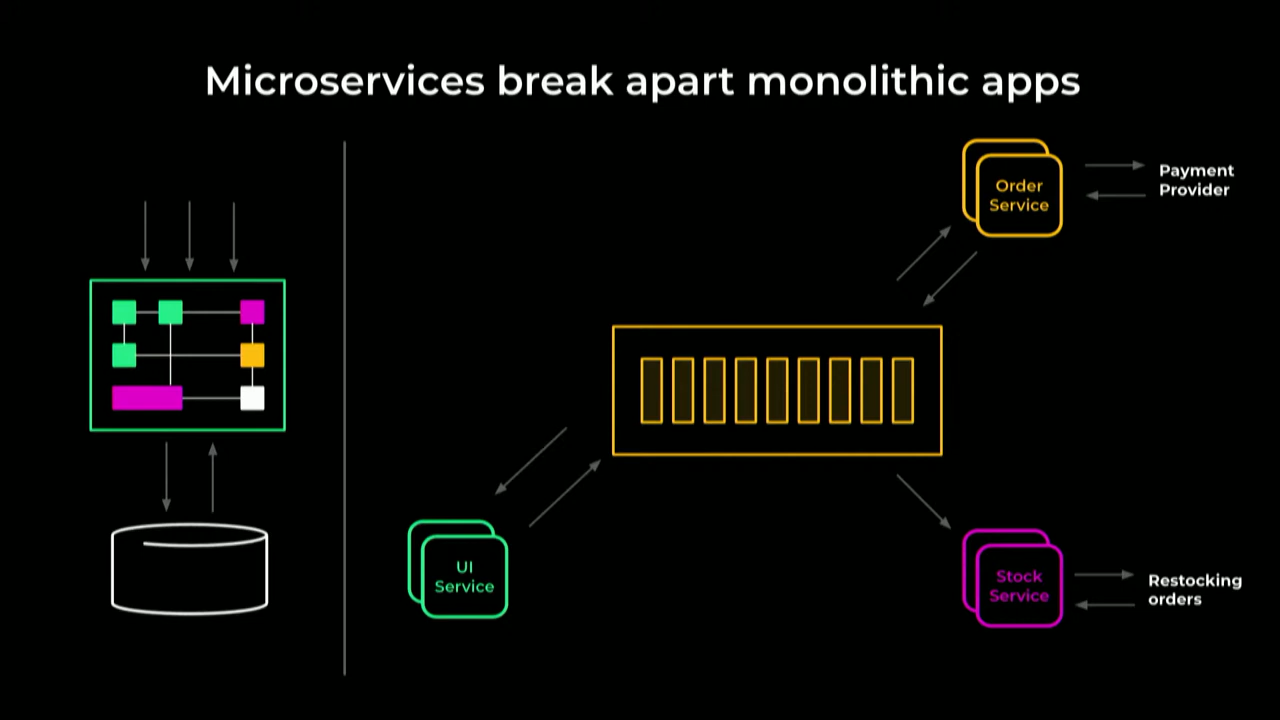 Microservices break apart monolithic apps
Order
Service
Payment
Provider
UI
Service
Stock
Service
Restocking
orders